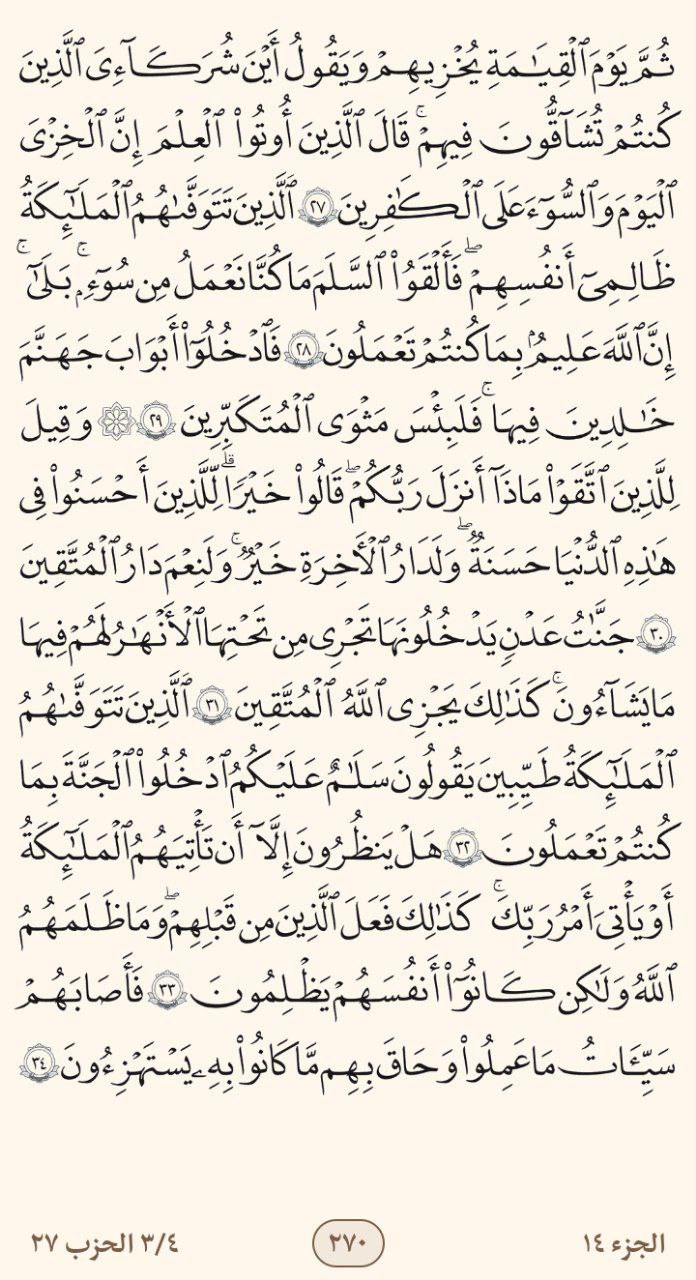 ثُمَّ يَوْمَ ٱلْقِيَـٰمَةِ يُخْزِيهِمْ وَيَقُولُ أَيْنَ شُرَكَآءِىَ ٱلَّذِينَ
كُنتُمْ تُشَـٰٓقُّونَ فِيهِمْ ۚ قَالَ ٱلَّذِينَ أُوتُوا۟ ٱلْعِلْمَ إِنَّ ٱلْخِزْىَ
ٱلْيَوْمَ وَٱلسُّوٓءَ عَلَى ٱلْكَـٰفِرِينَ ٢٧ ٱلَّذِينَ تَتَوَفَّىٰهُمُ ٱلْمَلَـٰٓئِكَةُ
ظَالِمِىٓ أَنفُسِهِمْ ۖ فَأَلْقَوُا۟ ٱلسَّلَمَ مَا كُنَّا نَعْمَلُ مِن سُوٓءٍۭ ۚ بَلَىٰٓ ۚ
إِنَّ ٱللَّهَ عَلِيمٌۢ بِمَا كُنتُمْ تَعْمَلُونَ ٢٨ فَٱدْخُلُوٓا۟ أَبْوَٰبَ جَهَنَّمَ
خَـٰلِدِينَ فِيهَا ۖ فَلَبِئْسَ مَثْوَى ٱلْمُتَكَبِّرِينَ ٢٩ ۞ وَقِيلَ
لِلَّذِينَ ٱتَّقَوْا۟ مَاذَآ أَنزَلَ رَبُّكُمْ ۚ قَالُوا۟ خَيْرًا ۗ لِّلَّذِينَ أَحْسَنُوا۟ فِى
هَـٰذِهِ ٱلدُّنْيَا حَسَنَةٌ ۚ وَلَدَارُ ٱلْـَٔاخِرَةِ خَيْرٌ ۚ وَلَنِعْمَ دَارُ ٱلْمُتَّقِينَ
٣٠ جَنَّـٰتُ عَدْنٍ يَدْخُلُونَهَا تَجْرِى مِن تَحْتِهَا ٱلْأَنْهَـٰرُ لَهُمْ فِيهَا
مَا يَشَآءُونَ ۚ كَذَٰلِكَ يَجْزِى ٱللَّهُ ٱلْمُتَّقِينَ ٣١ ٱلَّذِينَ تَتَوَفَّىٰهُمُ
ٱلْمَلَـٰٓئِكَةُ طَيِّبِينَ يَقُولُونَ سَلَـٰمٌ عَلَيْكُمُ ٱدْخُلُوا۟ ٱلْجَنَّةَ بِمَا
كُنتُمْ تَعْمَلُونَ ٣٢ هَلْ يَنظُرُونَ إِلَّآ أَن تَأْتِيَهُمُ ٱلْمَلَـٰٓئِكَةُ
أَوْ يَأْتِىَ أَمْرُ رَبِّكَ ۚ كَذَٰلِكَ فَعَلَ ٱلَّذِينَ مِن قَبْلِهِمْ ۚ وَمَا ظَلَمَهُمُ
ٱللَّهُ وَلَـٰكِن كَانُوٓا۟ أَنفُسَهُمْ يَظْلِمُونَ ٣٣ فَأَصَابَهُمْ
سَيِّـَٔاتُ مَا عَمِلُوا۟ وَحَاقَ بِهِم مَّا كَانُوا۟ بِهِۦ يَسْتَهْزِءُونَ ٣٤
الجزء ١٤ ٢٧٠ ٣/٤ الحزب ٢٧